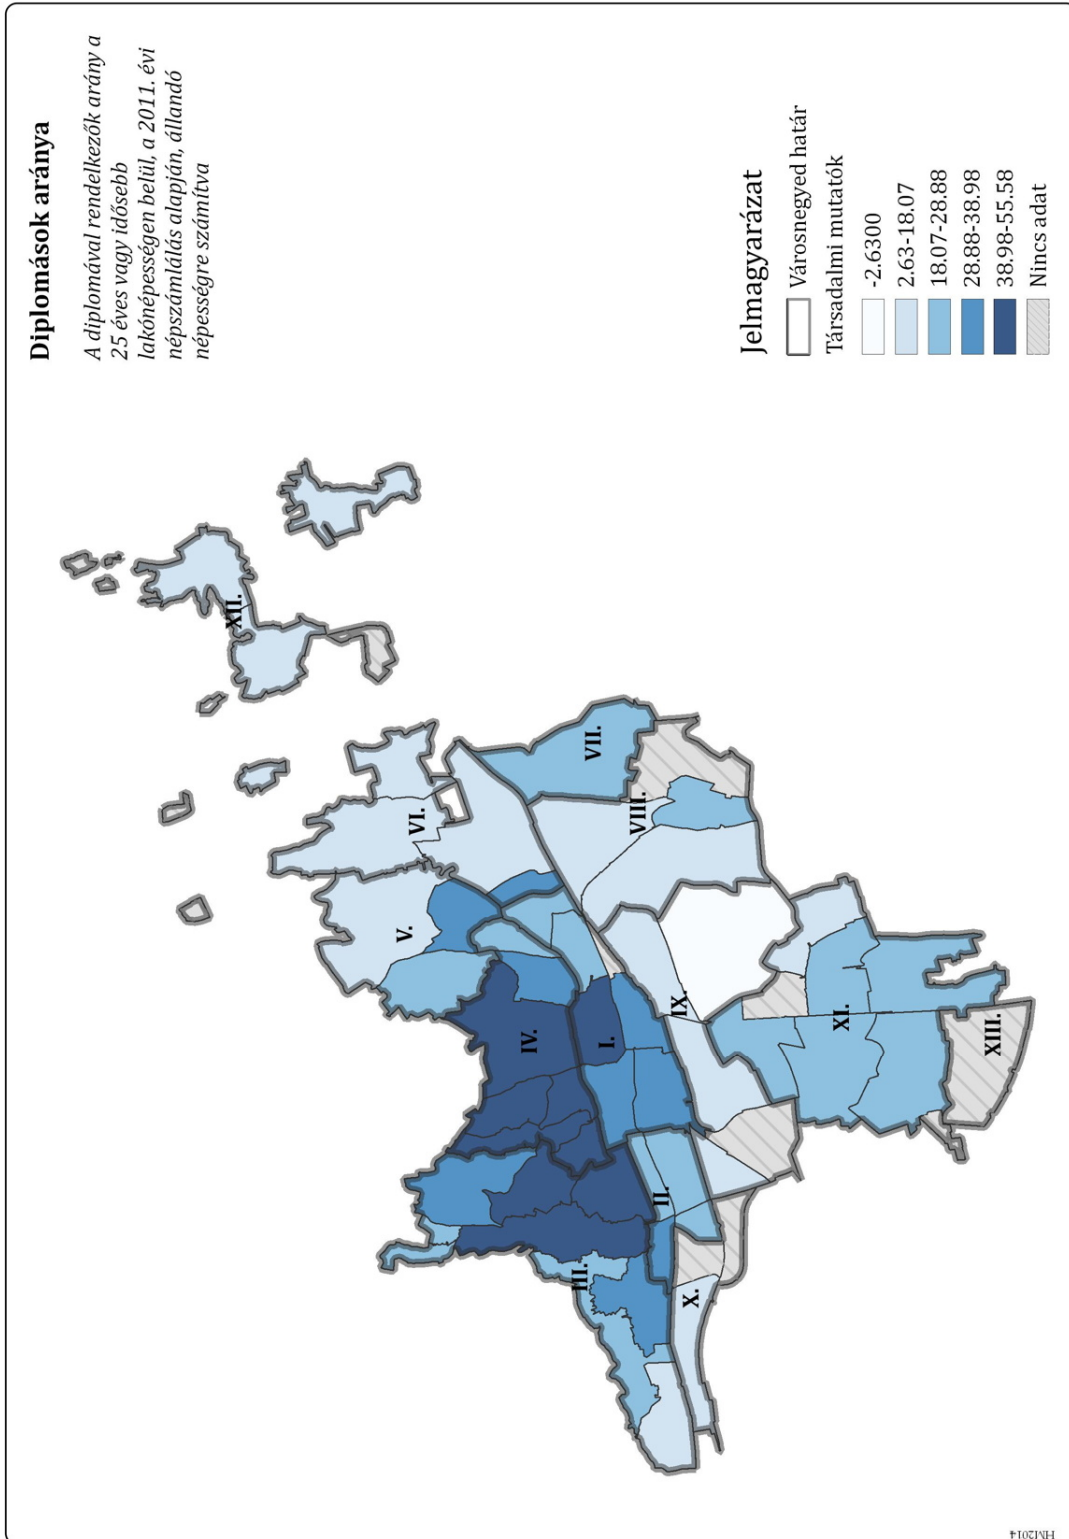 Diplomások aránya
A diplomával rendelkezők arány a
25 éves vagy idősebb
lakónépességen belül, a 2011. évi
népszámlálás alapján, állandó
népességre számítva
XII.
VI.
V.
VII.
VIII.
IV.
I.
IX.
XI.
XIII.
II.
III.
X.
Jelmagyarázat
Városnegyed határ
Társadalmi mutatók
-2.6300
2.63-18.07
18.07-28.88
28.88-38.98
38.98-55.58
Nincs adat
HM2014